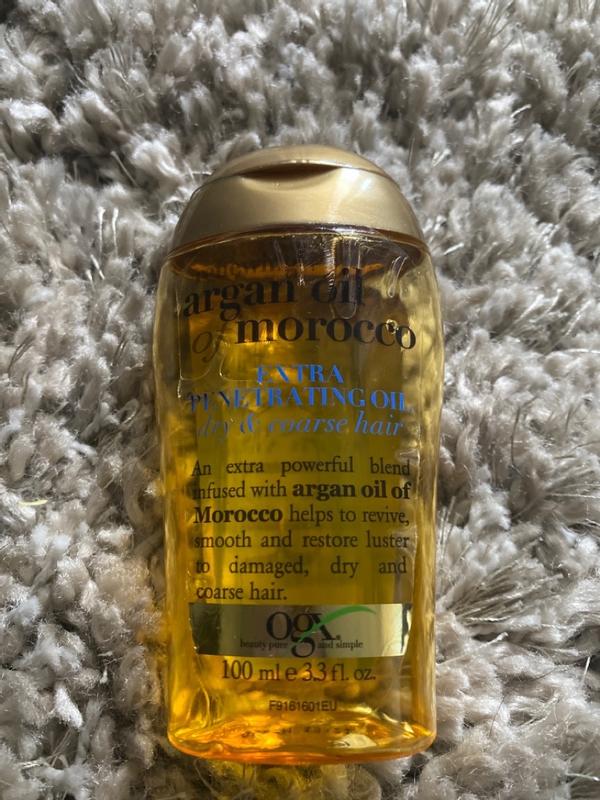 argan oil
of morocco
EXTRA
PENETRATING OIL
dry & coarse hair
An extra powerful blend
infused with argan oil of
Morocco helps to revive,
smooth and restore luster
to damaged, dry and
coarse hair.
ogx.
beauty pure and simple
100 ml e 3.3 fl. oz.
F9161601EU